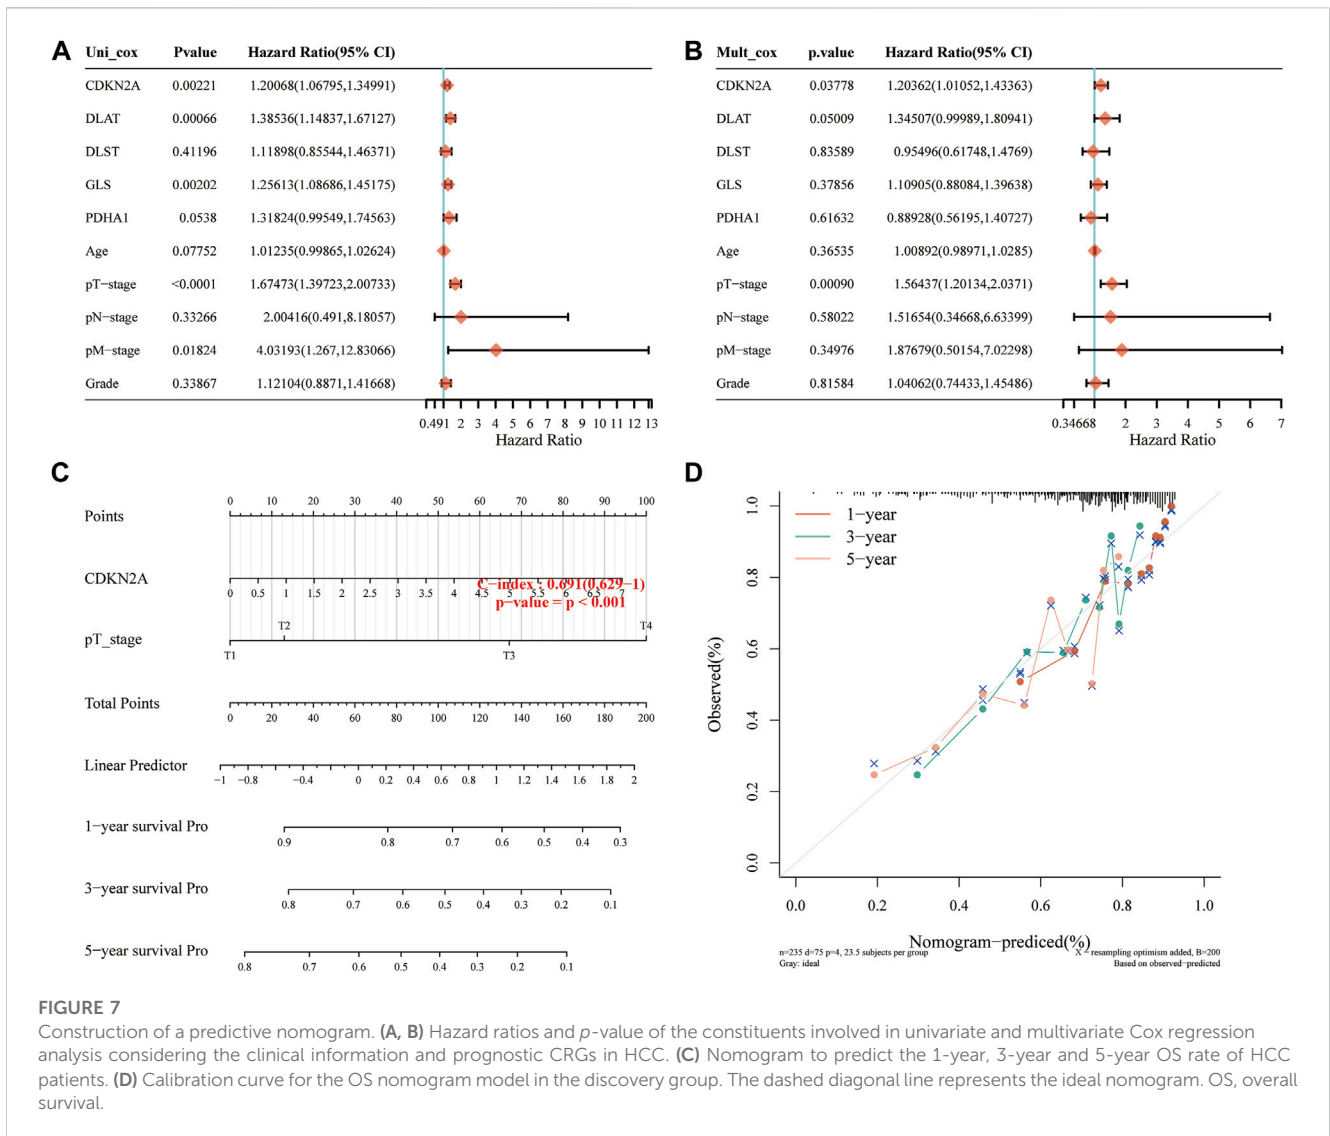 A
Uni_cox Pvalue Hazard Ratio(95% CI)
CDKN2A 0.00221 1.20068(1.06795,1.34991)
DLAT 0.00066 1.38536(1.14837,1.67127)
DLST 0.41196 1.11898(0.85544,1.46371)
GLS 0.00202 1.25613(1.08686,1.45175)
PDHA1 0.0538 1.31824(0.99549,1.74563)
Age 0.07752 1.01235(0.99865,1.02624)
pT−stage <0.0001 1.67473(1.39723,2.00733)
pN−stage 0.33266 2.00416(0.491,8.18057)
pM−stage 0.01824 4.03193(1.267,12.83066)
Grade 0.33867 1.12104(0.8871,1.41668)
0.491 2 3 4 5 6 7 8 9 10 11 12 13
Hazard Ratio
B
Mult_cox p.value Hazard Ratio(95% CI)
CDKN2A 0.03778 1.20362(1.01052,1.43363)
DLAT 0.05009 1.34507(0.99989,1.80941)
DLST 0.83589 0.95496(0.61748,1.4769)
GLS 0.37856 1.10905(0.88084,1.39638)
PDHA1 0.61632 0.88928(0.56195,1.40727)
Age 0.36535 1.00892(0.98971,1.0285)
pT−stage 0.00090 1.56437(1.20134,2.0371)
pN−stage 0.58022 1.51654(0.34668,6.63399)
pM−stage 0.34976 1.87679(0.50154,7.02298)
Grade 0.81584 1.04062(0.74433,1.45486)
0.34668 2 3 4 5 6 7
Hazard Ratio
C
0 10 20 30 40 50 60 70 80 90 100
Points
CDKN2A
0 0.5 1 1.5 2 2.5 3 3.5 4 4.5 5 5.5 6 6.5 7
C−index : 0.691(0.629−1)
p−value = p < 0.001
T2 T4
pT_stage
T1 T3
Total Points
0 20 40 60 80 100 120 140 160 180 200
Linear Predictor
−1 −0.8 −0.4 0 0.2 0.4 0.6 0.8 1 1.2 1.4 1.6 1.8 2
1−year survival Pro
0.9 0.8 0.7 0.6 0.5 0.4 0.3
3−year survival Pro
0.8 0.7 0.6 0.5 0.4 0.3 0.2 0.1
5−year survival Pro
0.8 0.7 0.6 0.5 0.4 0.3 0.2 0.1
D
1−year
3−year
5−year
Observed(%)
1.0
0.8
0.6
0.4
0.2
0.0
0.0 0.2 0.4 0.6 0.8 1.0
Nomogram−prediced(%)
n=235 d=75 p=4, 23.5 subjects per group
Gray: ideal
X − resampling optimism added, B=200
Based on observed−predicted
FIGURE 7
Construction of a predictive nomogram. (A, B) Hazard ratios and p-value of the constituents involved in univariate and multivariate Cox regression
analysis considering the clinical information and prognostic CRGs in HCC. (C) Nomogram to predict the 1-year, 3-year and 5-year OS rate of HCC
patients. (D) Calibration curve for the OS nomogram model in the discovery group. The dashed diagonal line represents the ideal nomogram. OS, overall
survival.